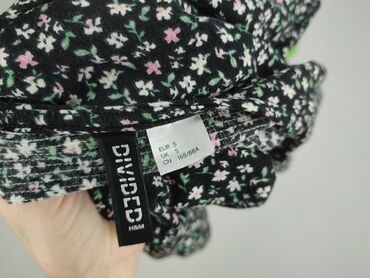 DIVIDED
H&M
EUR S
UK S
CN 165/88A